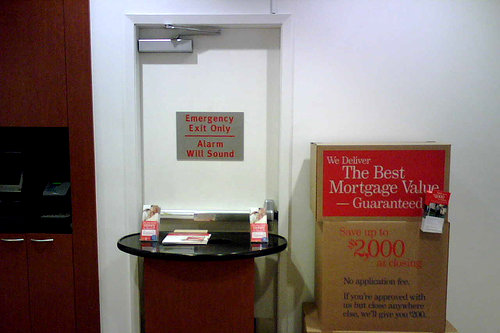 Emergency
Exit Only
Alarm
Will Sound
We Deliver
The Best
Mortgage Value
— Guaranteed
Save up to
$2,000
at closing
No application fee.
If you're approved with
us but close anywhere
else, we'll give you $200.